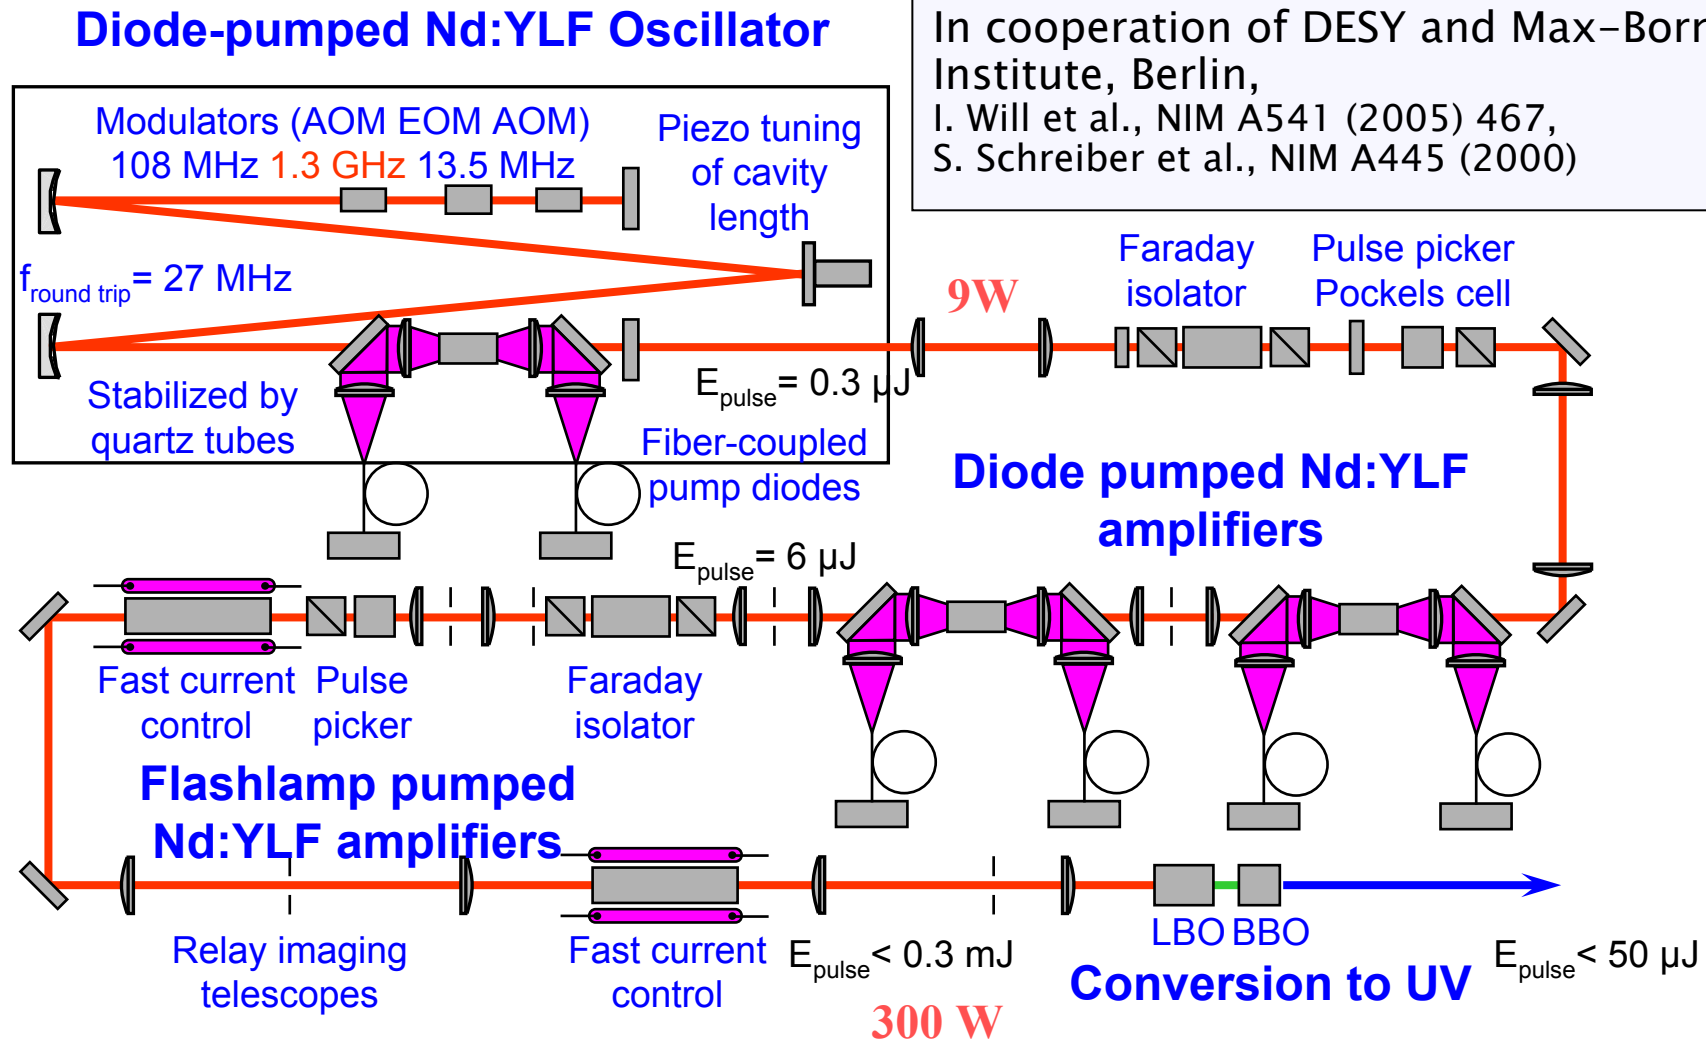 Diode-pumped Nd:YLF Oscillator
In cooperation of DESY and Max-Born
Institute, Berlin,
I. Will et al., NIM A541 (2005) 467,
S. Schreiber et al., NIM A445 (2000)
Modulators (AOM EOM AOM)
108 MHz 1.3 GHz 13.5 MHz
Piezo tuning
of cavity
length
f round trip = 27 MHz
Stabilized by
quartz tubes
E pulse = 0.3 µJ
Fiber-coupled
pump diodes
9W
Faraday
isolator
Pulse picker
Pockels cell
Diode pumped Nd:YLF
amplifiers
E pulse = 6 µJ
Fast current
control
Pulse
picker
Faraday
isolator
Flashlamp pumped
Nd:YLF amplifiers
Relay imaging
telescopes
Fast current
control
E pulse < 0.3 mJ
300 W
LBO BBO
Conversion to UV
E pulse < 50 µJ